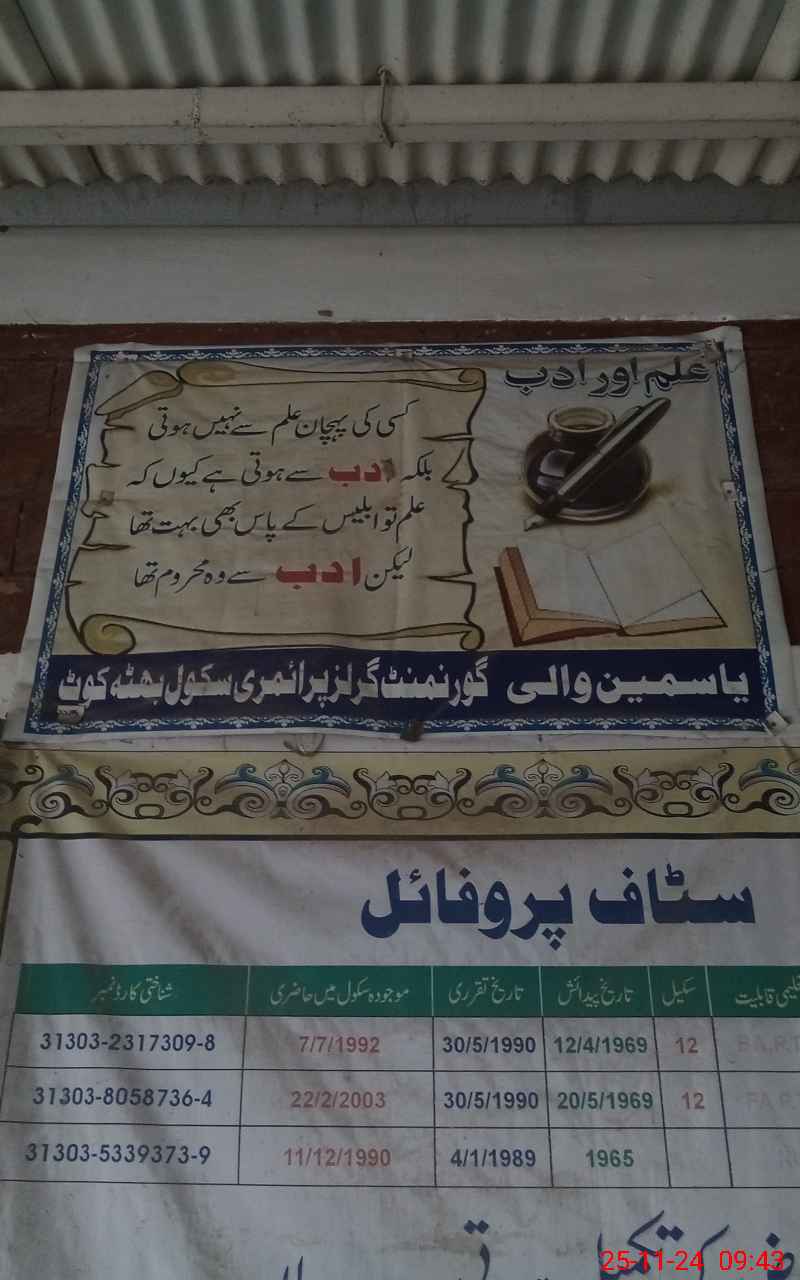 علم اور ادب
کسی کی پہچان علم سے نہیں ہوتی
بلکہ ادب سے ہوتی ہے کیوں کہ
علم تو ابلیس کے پاس بھی بہت تھا
لیکن ادب سے وہ محروم تھا
گورنمنٹ گرلز پرائمری سکول بھٹہ کوٹ یاسمین والی
سٹاف پروفائل
قابلیت سکیل تاریخ پیدائش تاریخ تقرری موجودہ سکول میں حاضری شناختی کارڈ نمبر
12 12/4/1969 30/5/1990 7/7/1992 31303-2317309-8
12 20/5/1969 30/5/1990 22/2/2003 31303-8058736-4
1965 4/1/1989 11/12/1990 31303-5339373-9
25-11-24 09:43